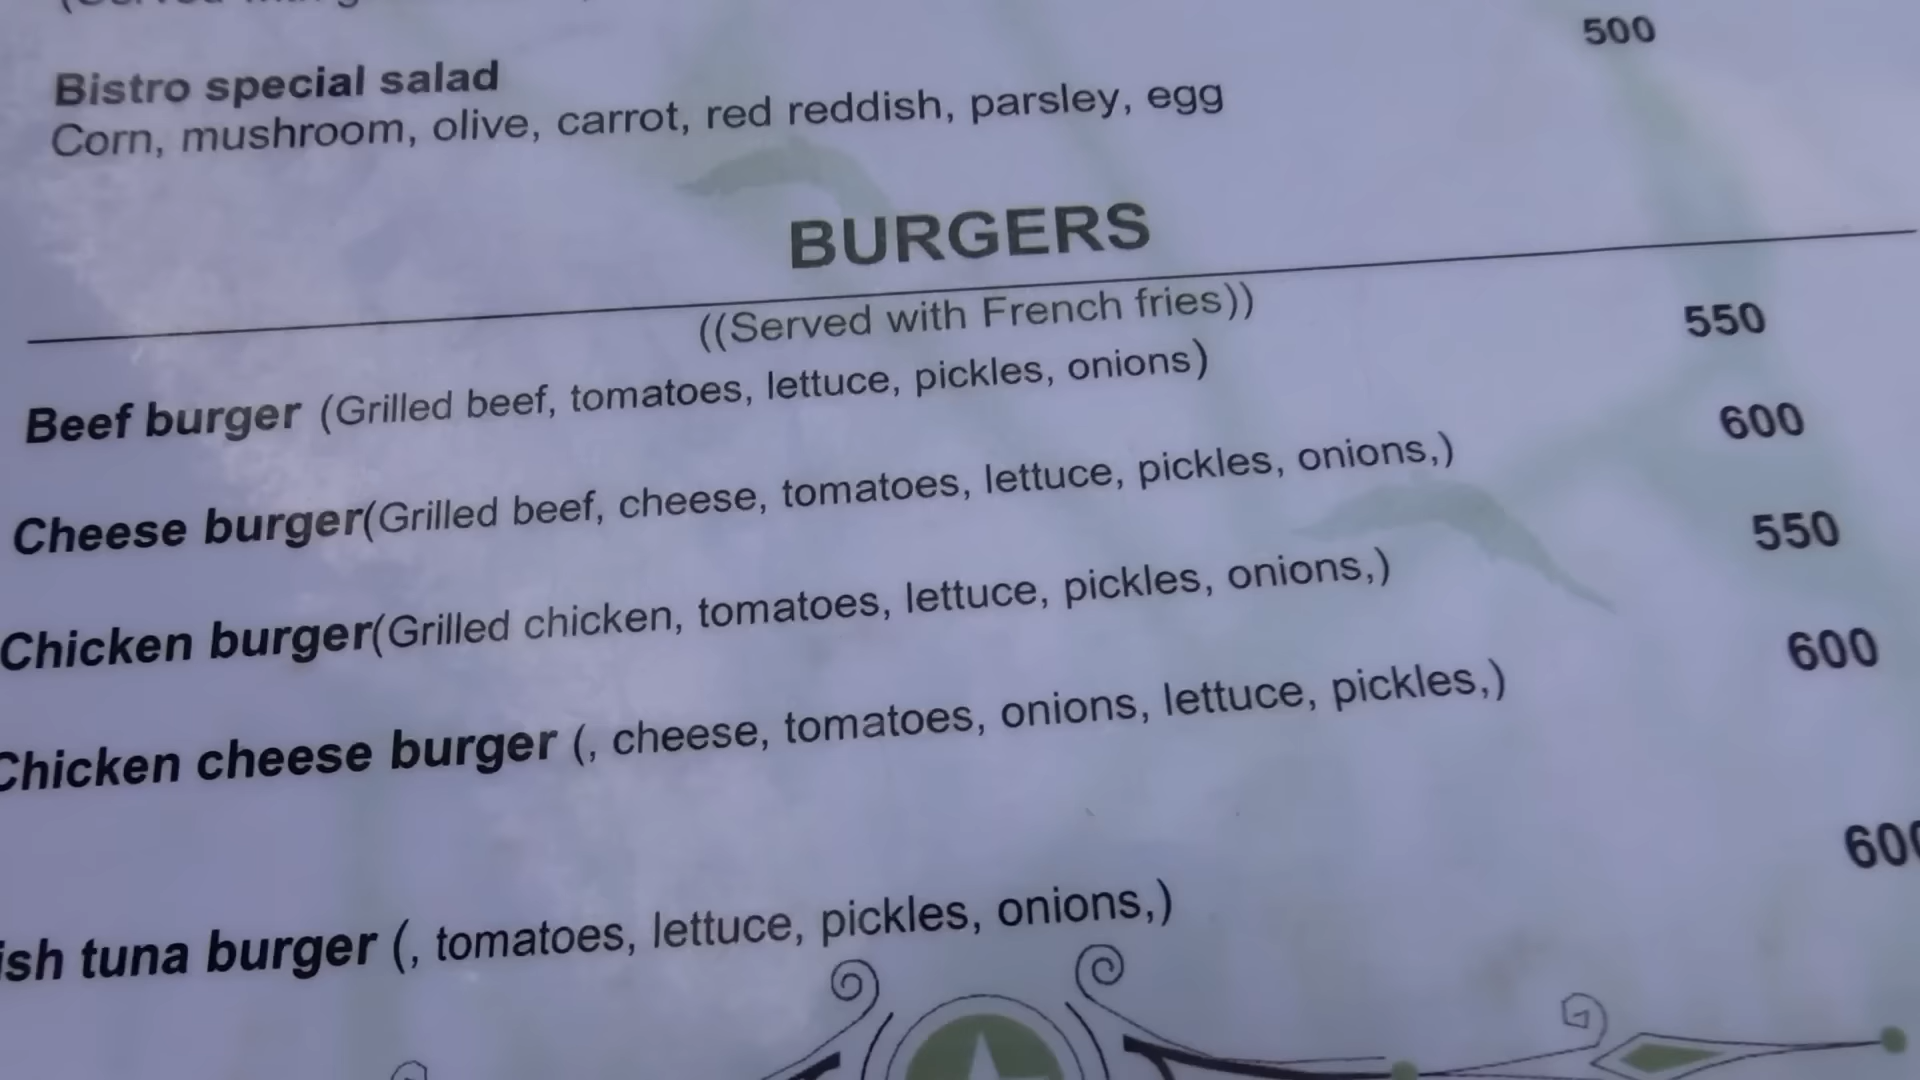 500
Bistro special salad
Corn, mushroom, olive, carrot, red reddish, parsley, egg
BURGERS
((Served with French fries))
Beef burger (Grilled beef, tomatoes, lettuce, pickles, onions) 550
Cheese burger(Grilled beef, cheese, tomatoes, lettuce, pickles, onions,) 600
Chicken burger(Grilled chicken, tomatoes, lettuce, pickles, onions,) 550
Chicken cheese burger (, cheese, tomatoes, onions, lettuce, pickles,) 600
ish tuna burger (, tomatoes, lettuce, pickles, onions,) 600